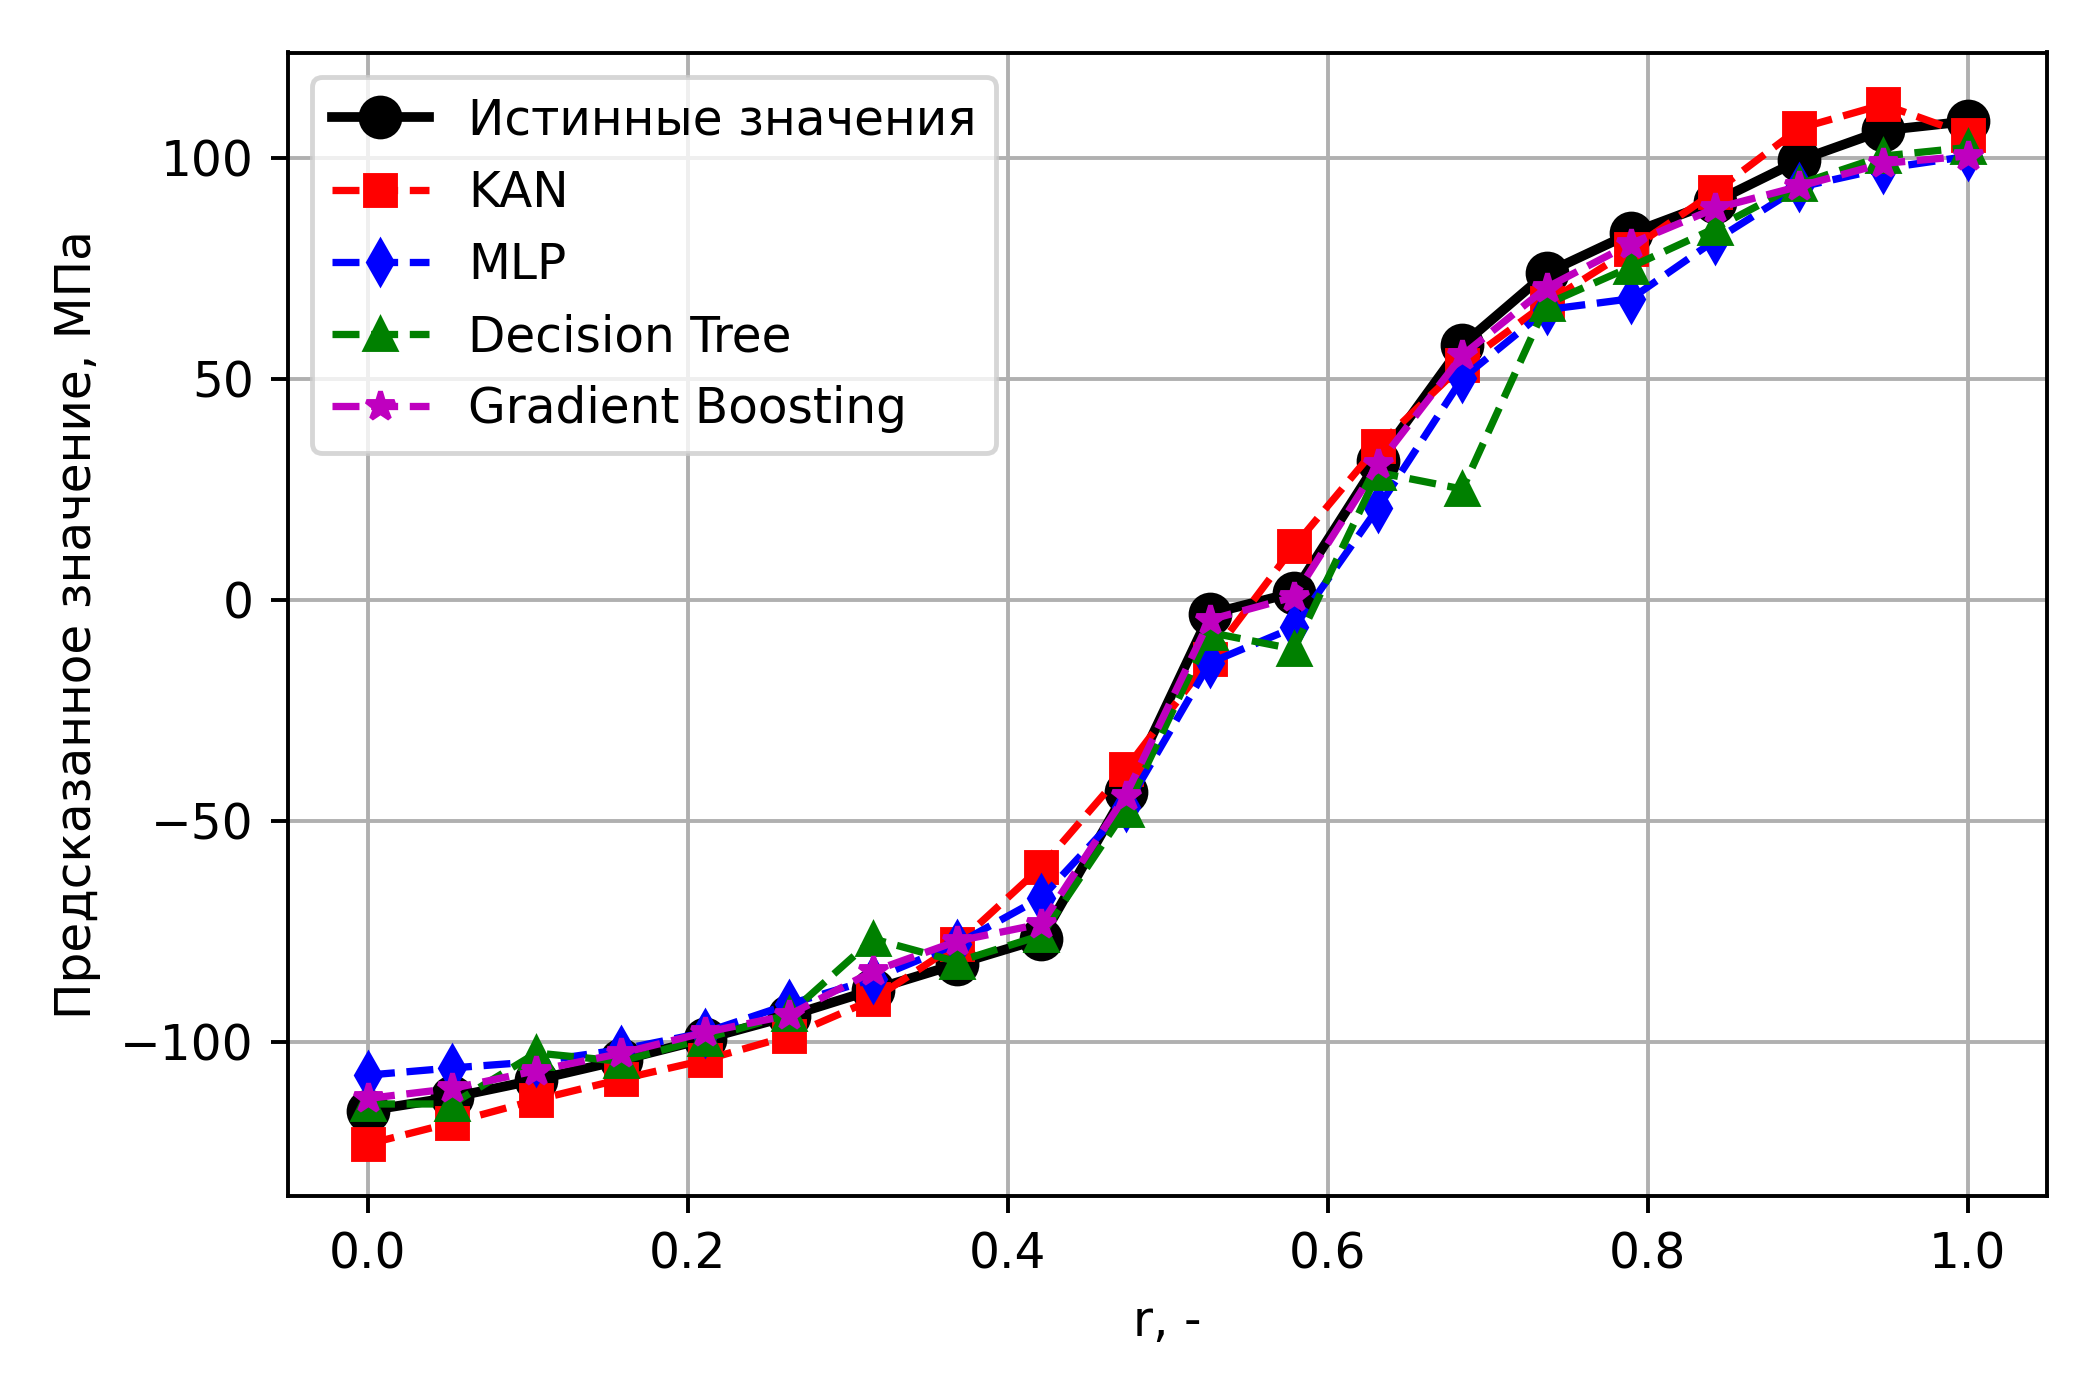 Истинные значения
KAN
MLP
Decision Tree
Gradient Boosting
Предсказанное значение, МПа
100
50
0
−50
−100
0.0 0.2 0.4 0.6 0.8 1.0
r, -